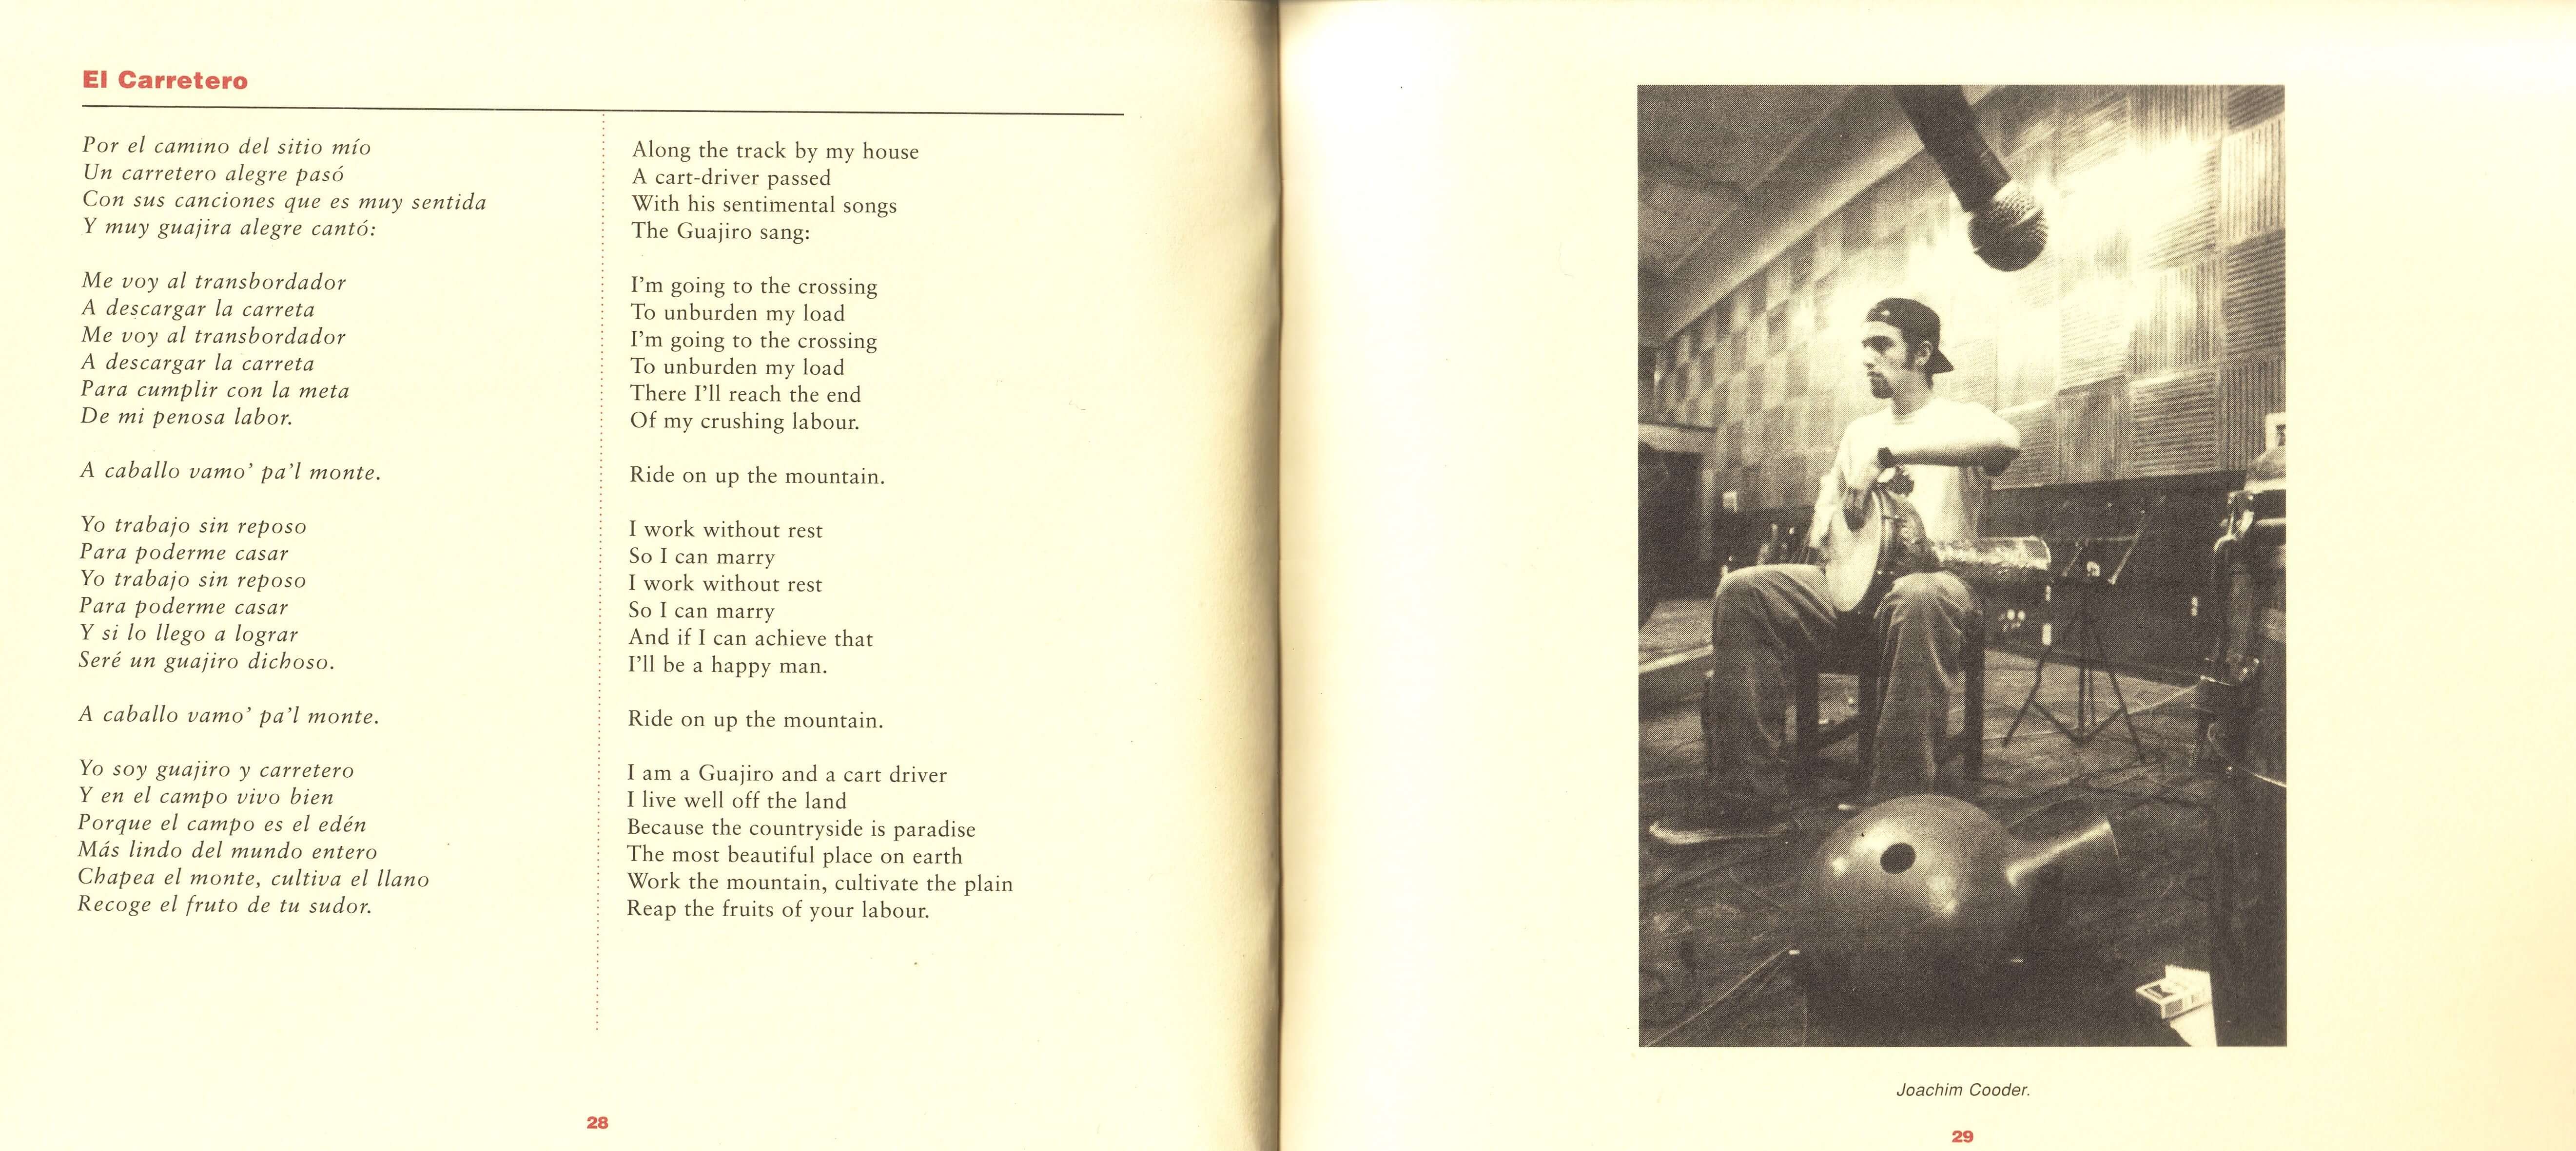 El Carretero
Por el camino del sitio mío
Un carretero alegre pasó
Con sus canciones que es muy sentida
Y muy guajira alegre cantó:
Me voy al transbordador
A descargar la carreta
Me voy al transbordador
A descargar la carreta
Para cumplir con la meta
De mi penosa labor.
A caballo vamo' pa'l monte.
Yo trabajo sin reposo
Para poderme casar
Yo trabajo sin reposo
Para poderme casar
Y si lo llego a lograr
Seré un guajiro dichoso.
A caballo vamo' pa'l monte.
Yo soy guajiro y carretero
Y en el campo vivo bien
Porque el campo es el edén
Más lindo del mundo entero
Chapea el monte, cultiva el llano
Recoge el fruto de tu sudor.
Along the track by my house
A cart-driver passed
With his sentimental songs
The Guajiro sang:
I'm going to the crossing
To unburden my load
I'm going to the crossing
To unburden my load
There I'll reach the end
Of my crushing labour.
Ride on up the mountain.
I work without rest
So I can marry
I work without rest
So I can marry
And if I can achieve that
I'll be a happy man.
Ride on up the mountain.
I am a Guajiro and a cart driver
I live well off the land
Because the countryside is paradise
The most beautiful place on earth
Work the mountain, cultivate the plain
Reap the fruits of your labour.
28
Joachim Cooder.
29